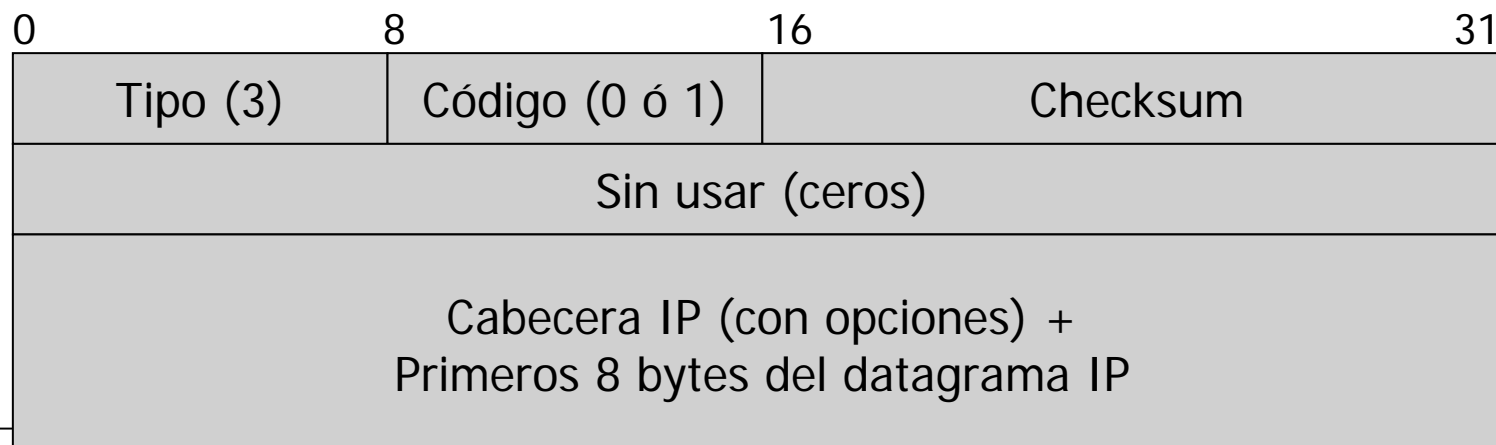 0 8 16 31
Tipo (3) Código (0 ó 1) Checksum
Sin usar (ceros)
Cabecera IP (con opciones) +
Primeros 8 bytes del datagrama IP